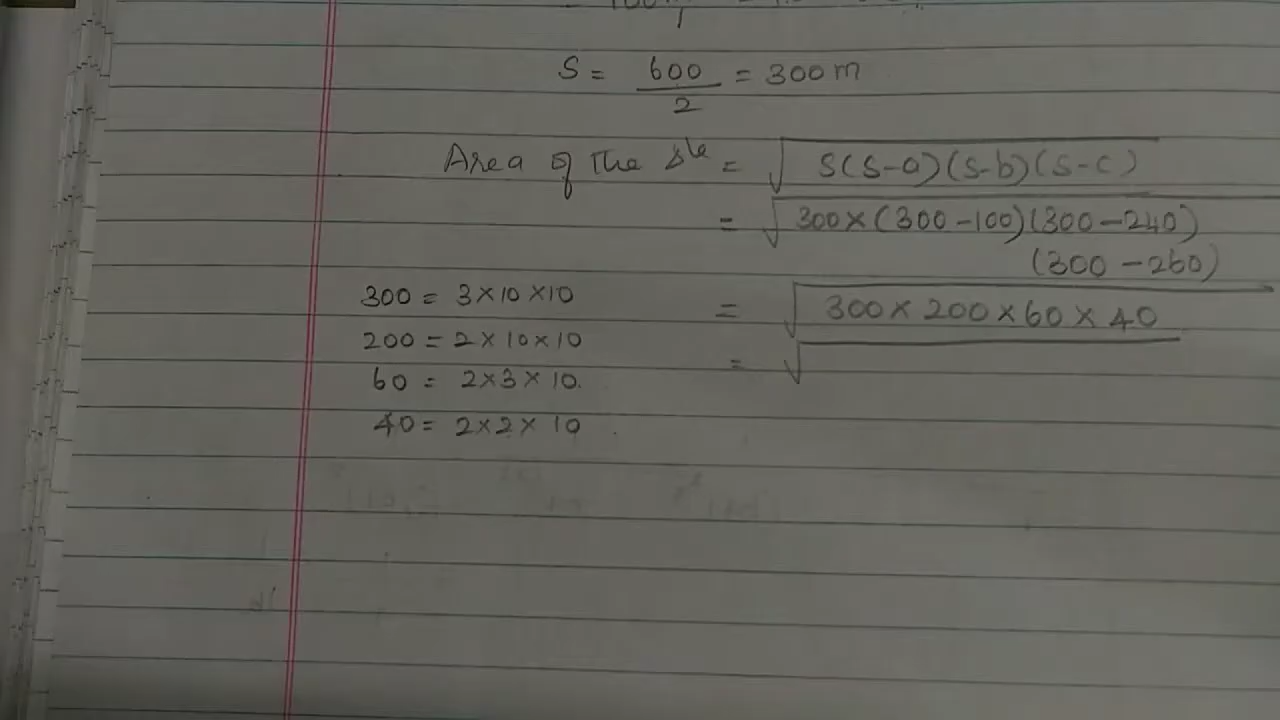 S = 600/2 = 300m
Area of the Δle = √S(S-a)(S-b)(S-c)
= √300×(300-100)(300-240)
(300-260)
300 = 3×10×10
= √300×200×60×40
200 = 2×10×10
= √
60 = 2×3×10.
40 = 2×2×10